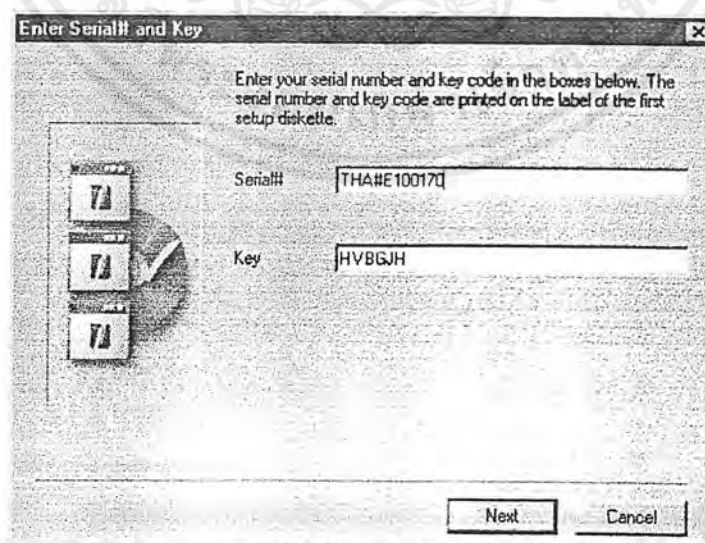 Enter Serial# and Key
Enter your serial number and key code in the boxes below. The
serial number and key code are printed on the label of the first
setup diskette.
Serial# THA#E100170
Key HVBGJH
Next Cancel